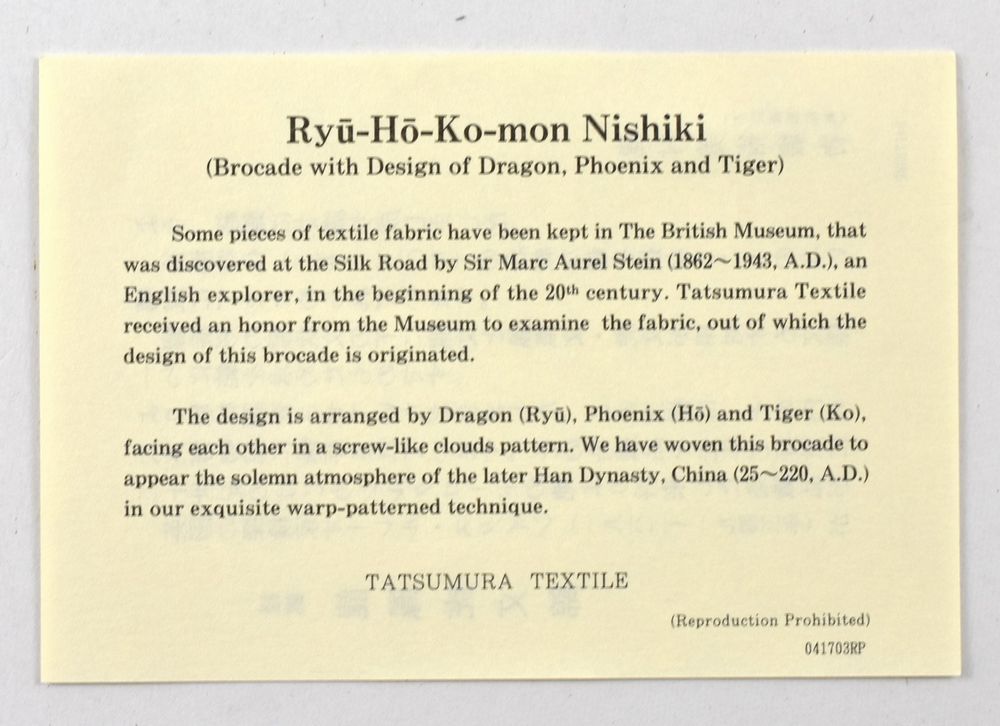 Ryū-Hō-Ko-mon Nishiki
(Brocade with Design of Dragon, Phoenix and Tiger)
Some pieces of textile fabric have been kept in The British Museum, that
was discovered at the Silk Road by Sir Marc Aurel Stein (1862～1943, A.D.), an
English explorer, in the beginning of the 20th century. Tatsumura Textile
received an honor from the Museum to examine  the fabric, out of which the
design of this brocade is originated.
The design is arranged by Dragon (Ryū), Phoenix (Hō) and Tiger (Ko),
facing each other in a screw-like clouds pattern. We have woven this brocade to
appear the solemn atmosphere of the later Han Dynasty, China (25～220, A.D.)
in our exquisite warp-patterned technique.
TATSUMURA TEXTILE
(Reproduction Prohibited)
041703RP